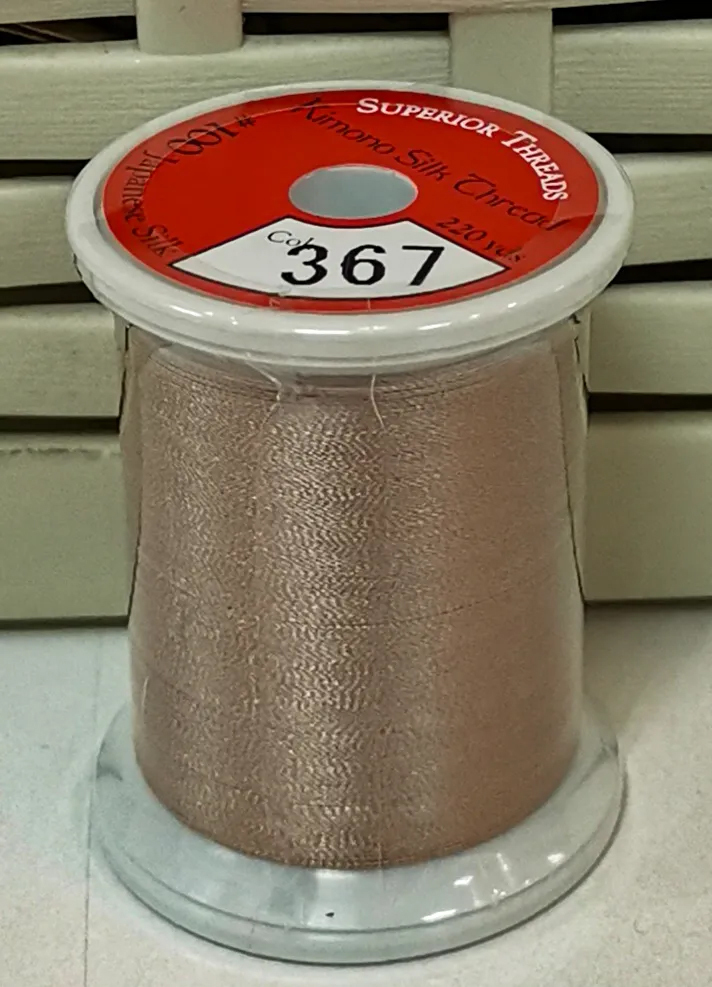 SUPERIOR THREADS
Kimono Silk Thread
220 yds.
#100 Japanese Silk
Col
367